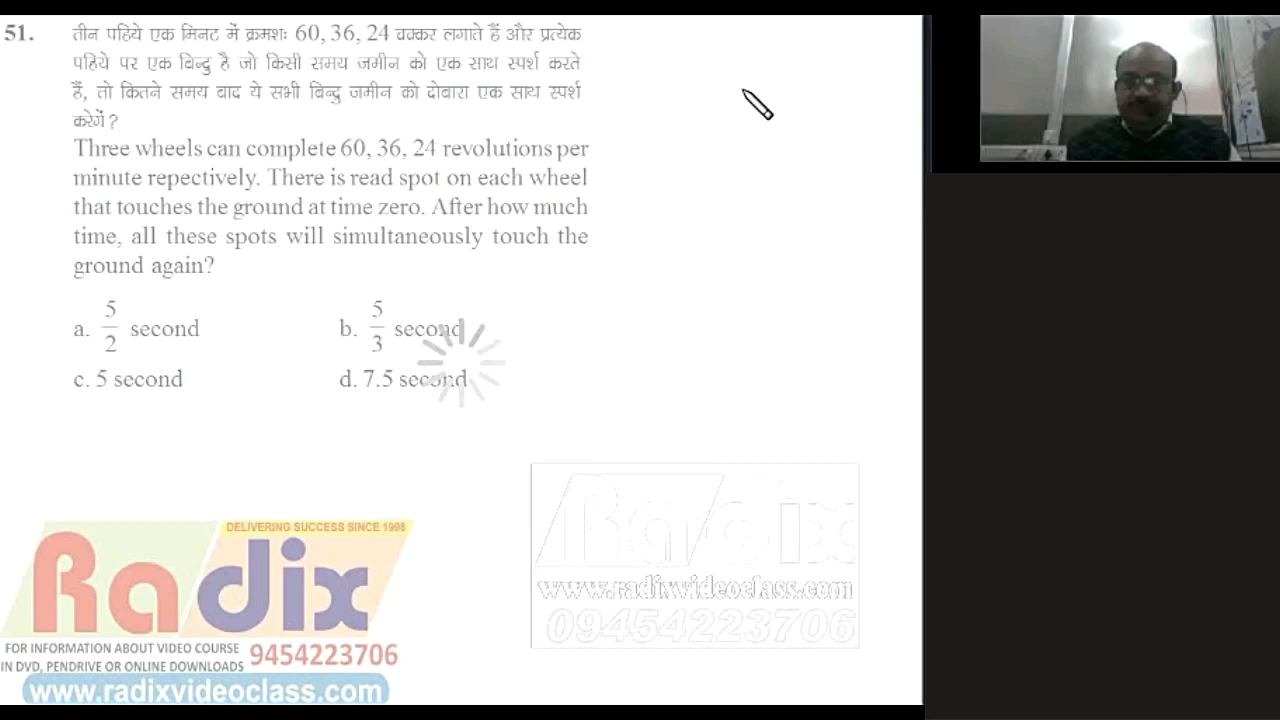 51. तीन पहिये एक मिनट में क्रमशः 60, 36, 24 चक्कर लगाते हैं और प्रत्येक
पहिये पर एक बिन्दु है जो किसी समय जमीन को एक साथ स्पर्श करते
हैं, तो कितने समय बाद ये सभी बिन्दु जमीन को दोबारा एक साथ स्पर्श
करेगें?
Three wheels can complete 60, 36, 24 revolutions per
minute repectively. There is read spot on each wheel
that touches the ground at time zero. After how much
time, all these spots will simultaneously touch the
ground again?
a. 5/2 second b. 5/3 second
c. 5 second d. 7.5 second
Radix
www.radixvideoclass.com
09454223706
DELIVERING SUCCESS SINCE 1998
Radix
FOR INFORMATION ABOUT VIDEO COURSE
IN DVD, PENDRIVE OR ONLINE DOWNLOADS 9454223706
www.radixvideoclass.com